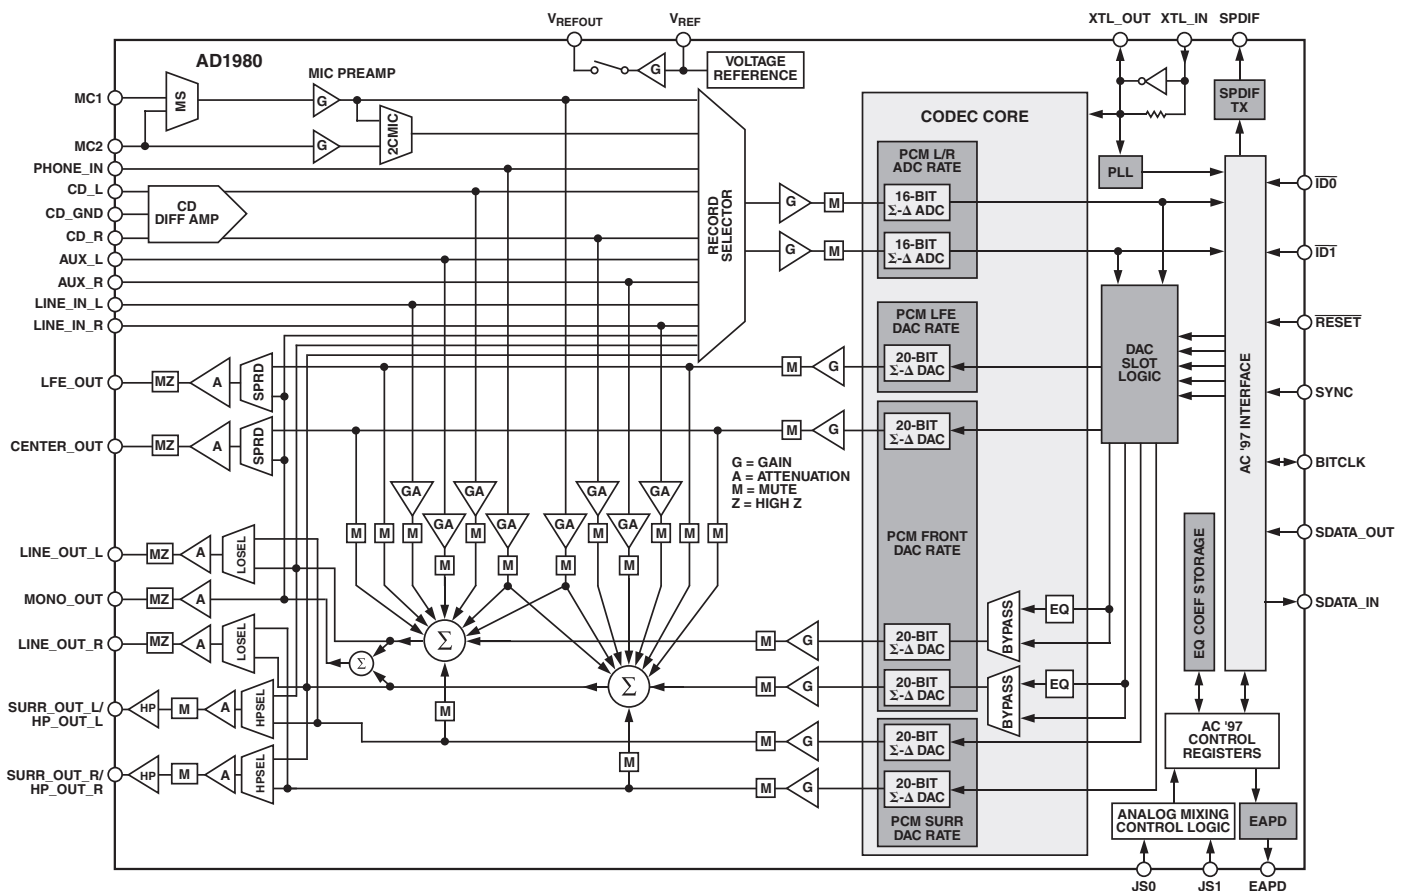 V_REFOUT
V_REF
XTL_OUT
XTL_IN
SPDIF
AD1980
VOLTAGE
REFERENCE
G
MIC PREAMP
MC1
MS
G
MC2
G
2CMIC
PHONE_IN
CD_L
CD_GND
CD
DIFF AMP
CD_R
AUX_L
AUX_R
LINE_IN_L
LINE_IN_R
RECORD
SELECTOR
G
M
G
M
CODEC CORE
PCM L/R
ADC RATE
16-BIT
Σ-Δ ADC
16-BIT
Σ-Δ ADC
SPDIF
TX
PLL
ID0
ID1
RESET
SYNC
BITCLK
SDATA_OUT
SDATA_IN
AC '97 INTERFACE
DAC
SLOT
LOGIC
PCM LFE
DAC RATE
20-BIT
Σ-Δ DAC
G
M
LFE_OUT
MZ
A
SPRD
CENTER_OUT
MZ
A
SPRD
M
G
20-BIT
Σ-Δ DAC
G = GAIN
A = ATTENUATION
M = MUTE
Z = HIGH Z
GA
GA
GA
GA
GA
GA
GA
GA
M
M
M
M
M
M
M
M
M
M
M
M
PCM FRONT
DAC RATE
EQ COEF STORAGE
LINE_OUT_L
MZ
A
LOSEL
MONO_OUT
MZ
A
LINE_OUT_R
MZ
A
LOSEL
Σ
Σ
Σ
M
G
20-BIT
Σ-Δ DAC
BYPASS
EQ
M
G
20-BIT
Σ-Δ DAC
BYPASS
EQ
SURR_OUT_L/
HP_OUT_L
HP
M
A
HPSEL
M
M
G
20-BIT
Σ-Δ DAC
SURR_OUT_R/
HP_OUT_R
HP
M
A
HPSEL
M
M
G
20-BIT
Σ-Δ DAC
PCM SURR
DAC RATE
AC '97
CONTROL
REGISTERS
ANALOG MIXING
CONTROL LOGIC
EAPD
JS0
JS1
EAPD